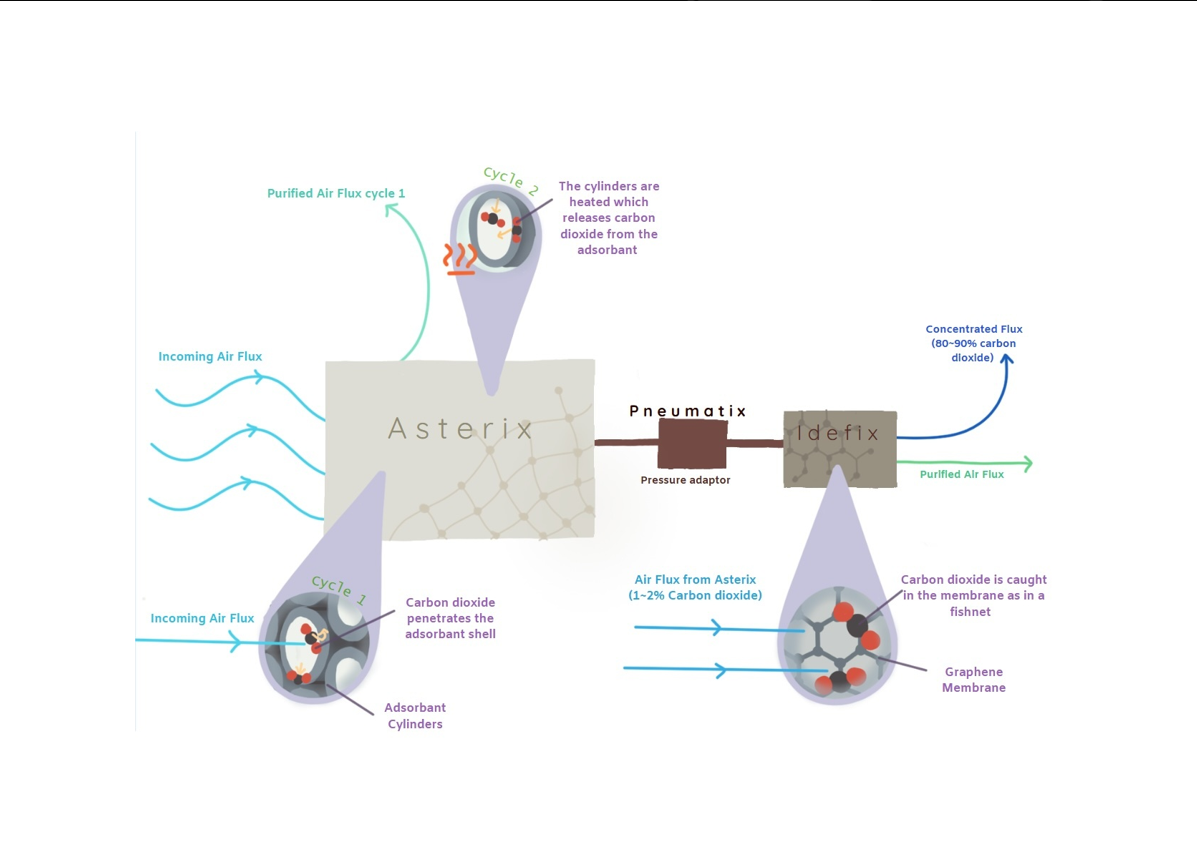 Cycle 2
Purified Air Flux cycle 1
The cylinders are
heated which
releases carbon
dioxide from the
adsorbant
Incoming Air Flux
Concentrated Flux
(80~90% carbon
dioxide)
Asterix
Pneumatix
Pressure adaptor
Idefix
Purified Air Flux
Cycle 1
Incoming Air Flux
Carbon dioxide
penetrates the
adsorbant shell
Adsorbant
Cylinders
Air Flux from Asterix
(1~2% Carbon dioxide)
Carbon dioxide is caught
in the membrane as in a
fishnet
Graphene
Membrane